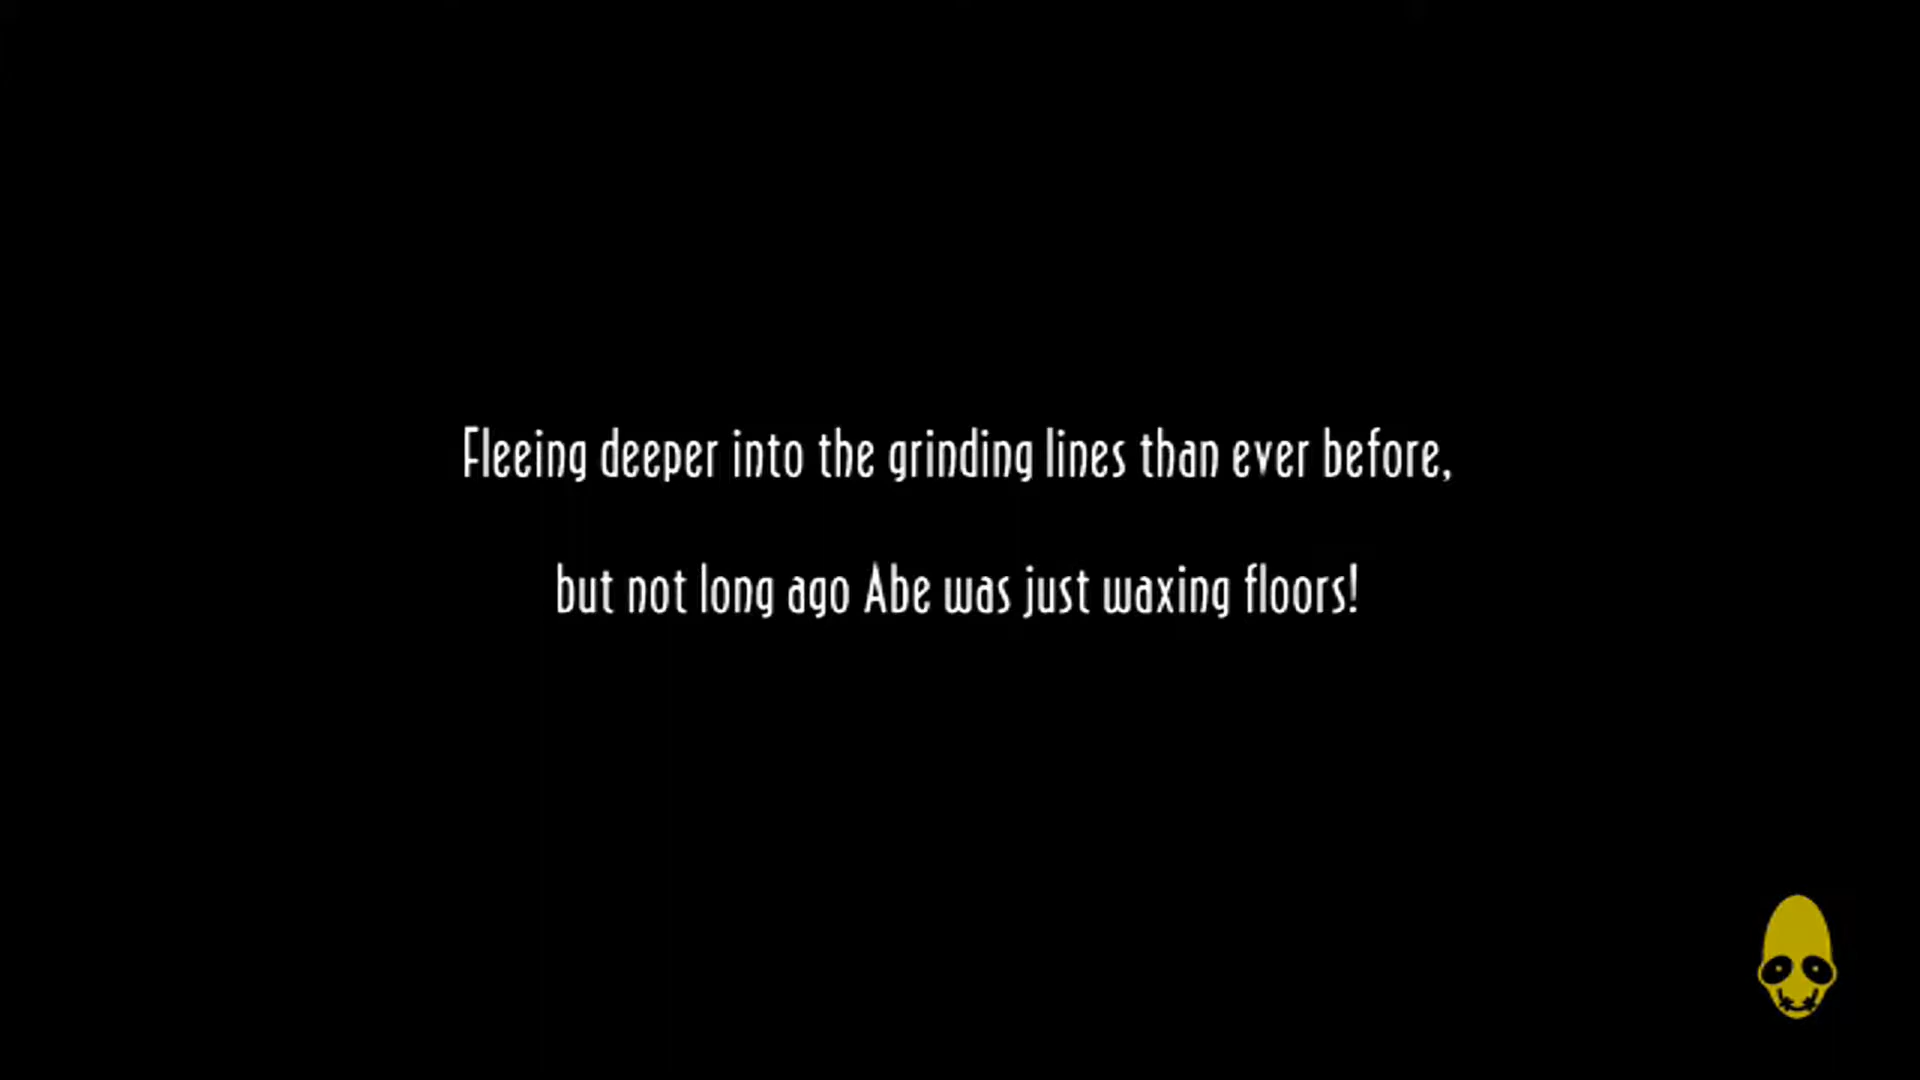 Fleeing deeper into the grinding lines than ever before,
but not long ago Abe was just waxing floors!